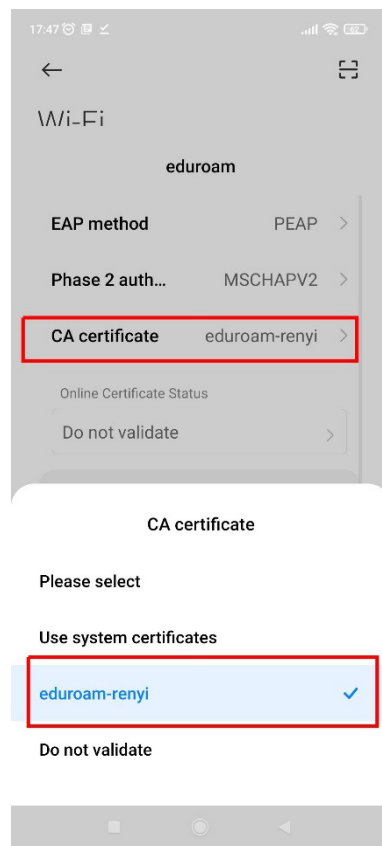 17:47
62
Wi-Fi
eduroam
EAP method PEAP
Phase 2 auth... MSCHAPV2
CA certificate eduroam-renyi
Online Certificate Status
Do not validate
CA certificate
Please select
Use system certificates
eduroam-renyi
Do not validate